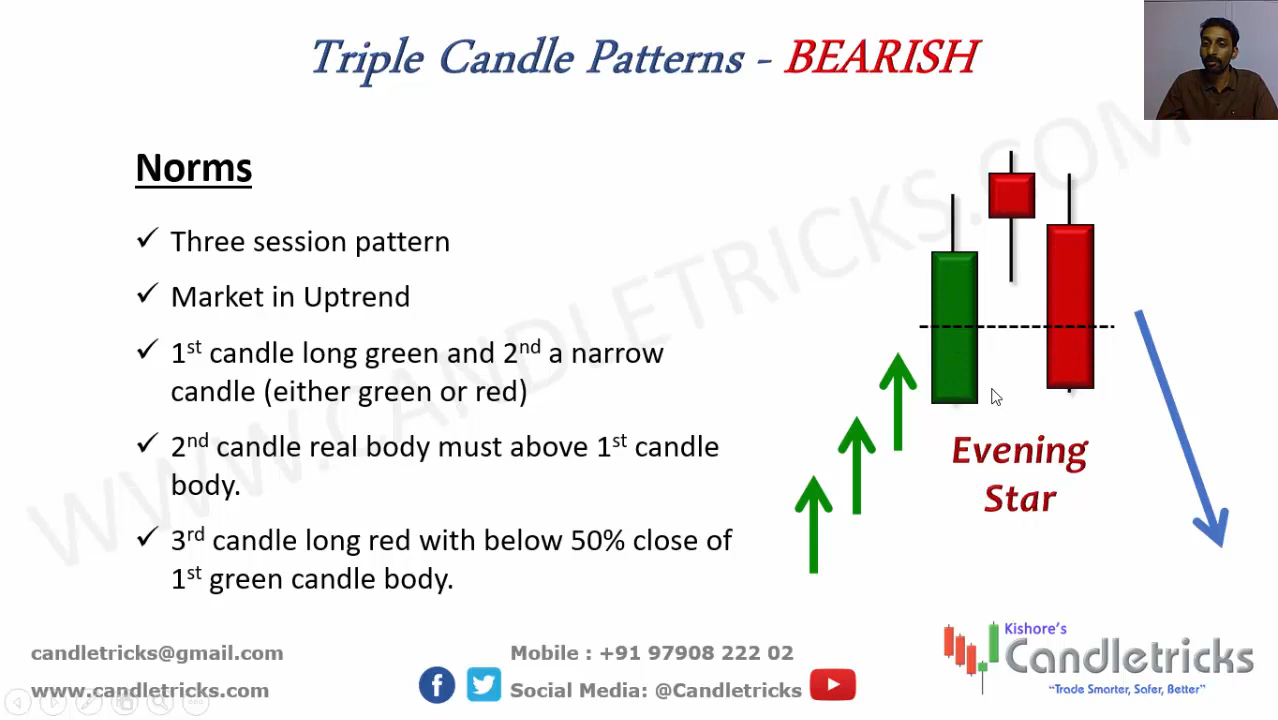 Triple Candle Patterns - BEARISH
WWW.CANDLETRICKS.COM
Norms
✓ Three session pattern
✓ Market in Uptrend
✓ 1st candle long green and 2nd a narrow
candle (either green or red)
✓ 2nd candle real body must above 1st candle
body.
✓ 3rd candle long red with below 50% close of
1st green candle body.
Evening
Star
candletricks@gmail.com
www.candletricks.com
Mobile : +91 97908 222 02
Social Media: @Candletricks
Kishore's
Candletricks
“Trade Smarter, Safer, Better”